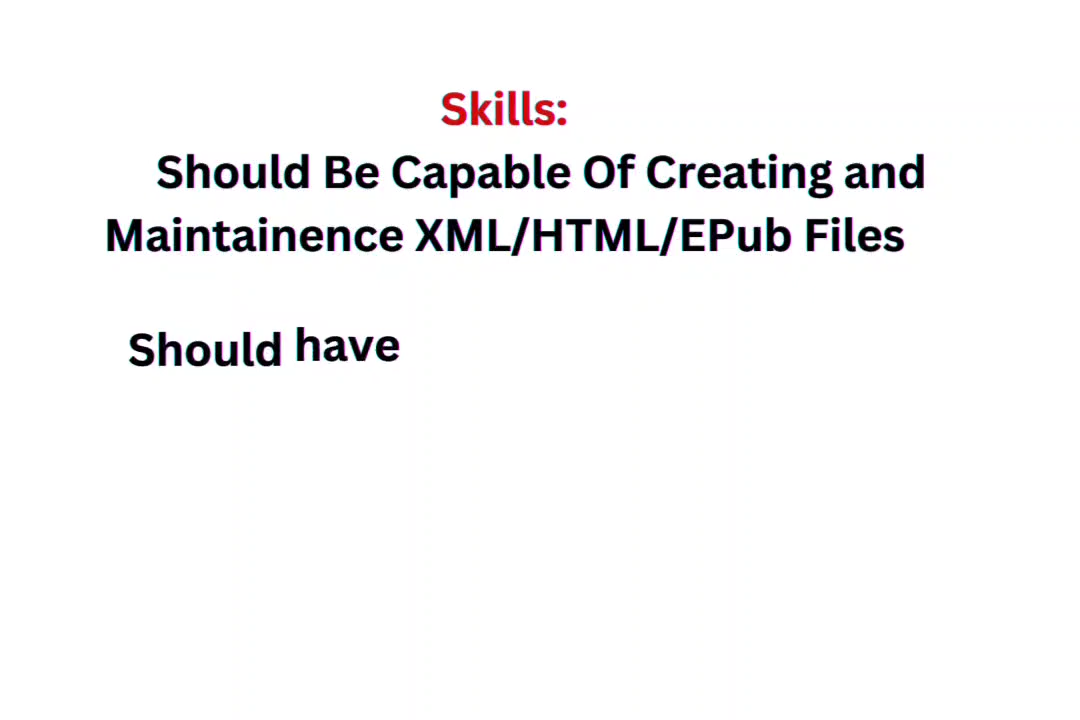 Skills:
Should Be Capable Of Creating and
Maintainence XML/HTML/EPub Files
Should have